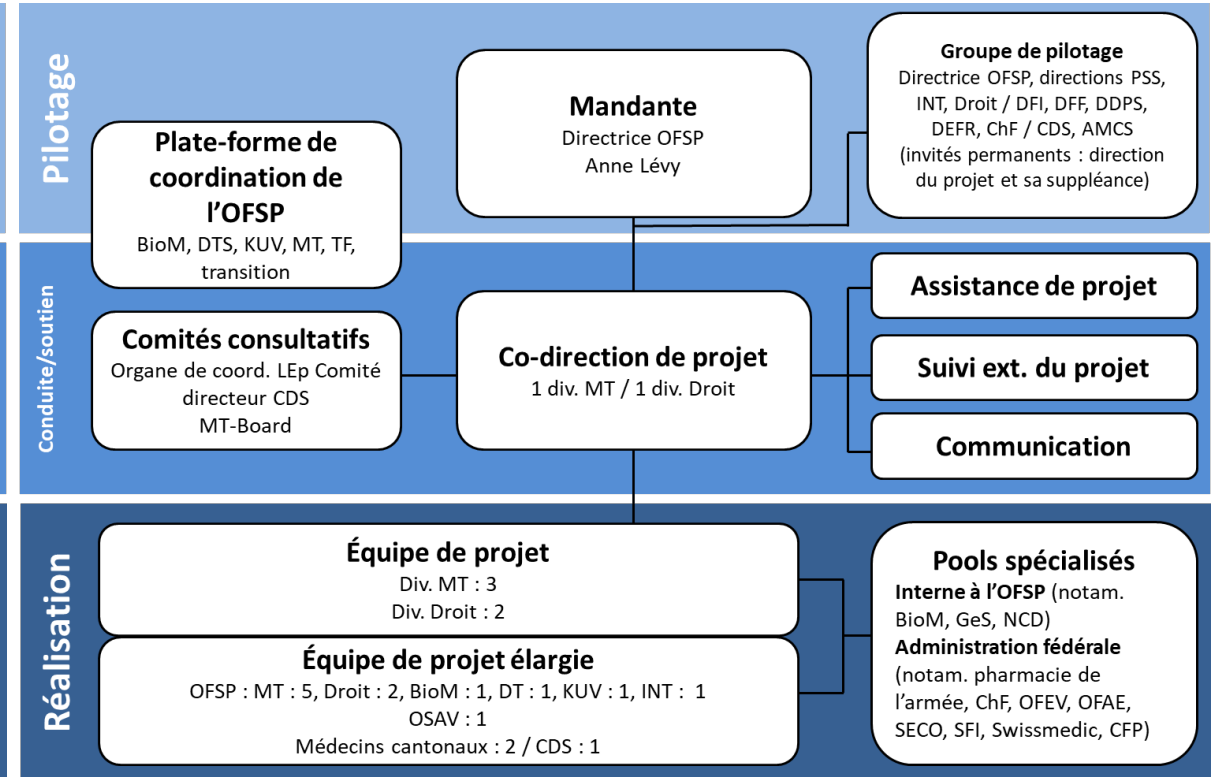 Pilotage
Plate-forme de
coordination de
l’OFSP
BioM, DTS, KUV, MT, TF,
transition
Mandante
Directrice OFSP
Anne Lévy
Groupe de pilotage
Directrice OFSP, directions PSS,
INT, Droit / DFI, DFF, DDPS,
DEFR, ChF / CDS, AMCS
(invités permanents : direction
du projet et sa suppléance)
Conduite/soutien
Comités consultatifs
Organe de coord. LEp Comité
directeur CDS
MT-Board
Co-direction de projet
1 div. MT / 1 div. Droit
Assistance de projet
Suivi ext. du projet
Communication
Réalisation
Équipe de projet
Div. MT : 3
Div. Droit : 2
Équipe de projet élargie
OFSP : MT : 5, Droit : 2, BioM : 1, DT : 1, KUV : 1, INT : 1
OSAV : 1
Médecins cantonaux : 2 / CDS : 1
Pools spécialisés
Interne à l’OFSP (notam.
BioM, GeS, NCD)
Administration fédérale
(notam. pharmacie de
l’armée, ChF, OFEV, OFAE,
SECO, SFI, Swissmedic, CFP)